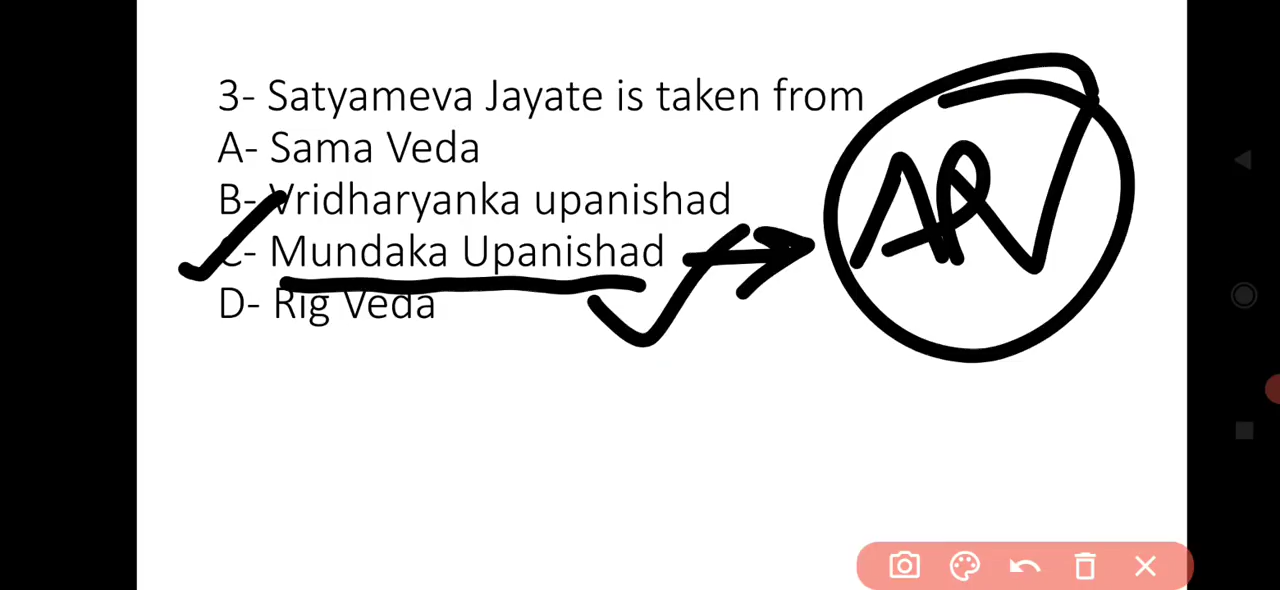 3- Satyameva Jayate is taken from
A- Sama Veda
B- Vridharyanka upanishad
C- Mundaka Upanishad
D- Rig Veda